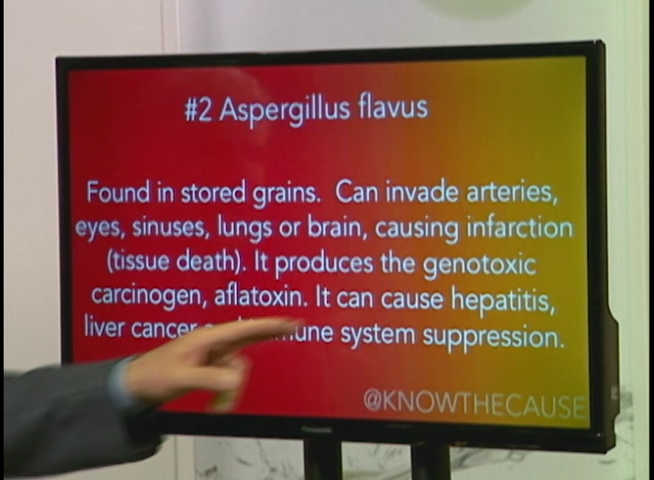 #2 Aspergillus flavus
Found in stored grains. Can invade arteries,
eyes, sinuses, lungs or brain, causing infarction
(tissue death). It produces the genotoxic
carcinogen, aflatoxin. It can cause hepatitis,
liver cancer system suppression.
@KNOWTHECAUSE